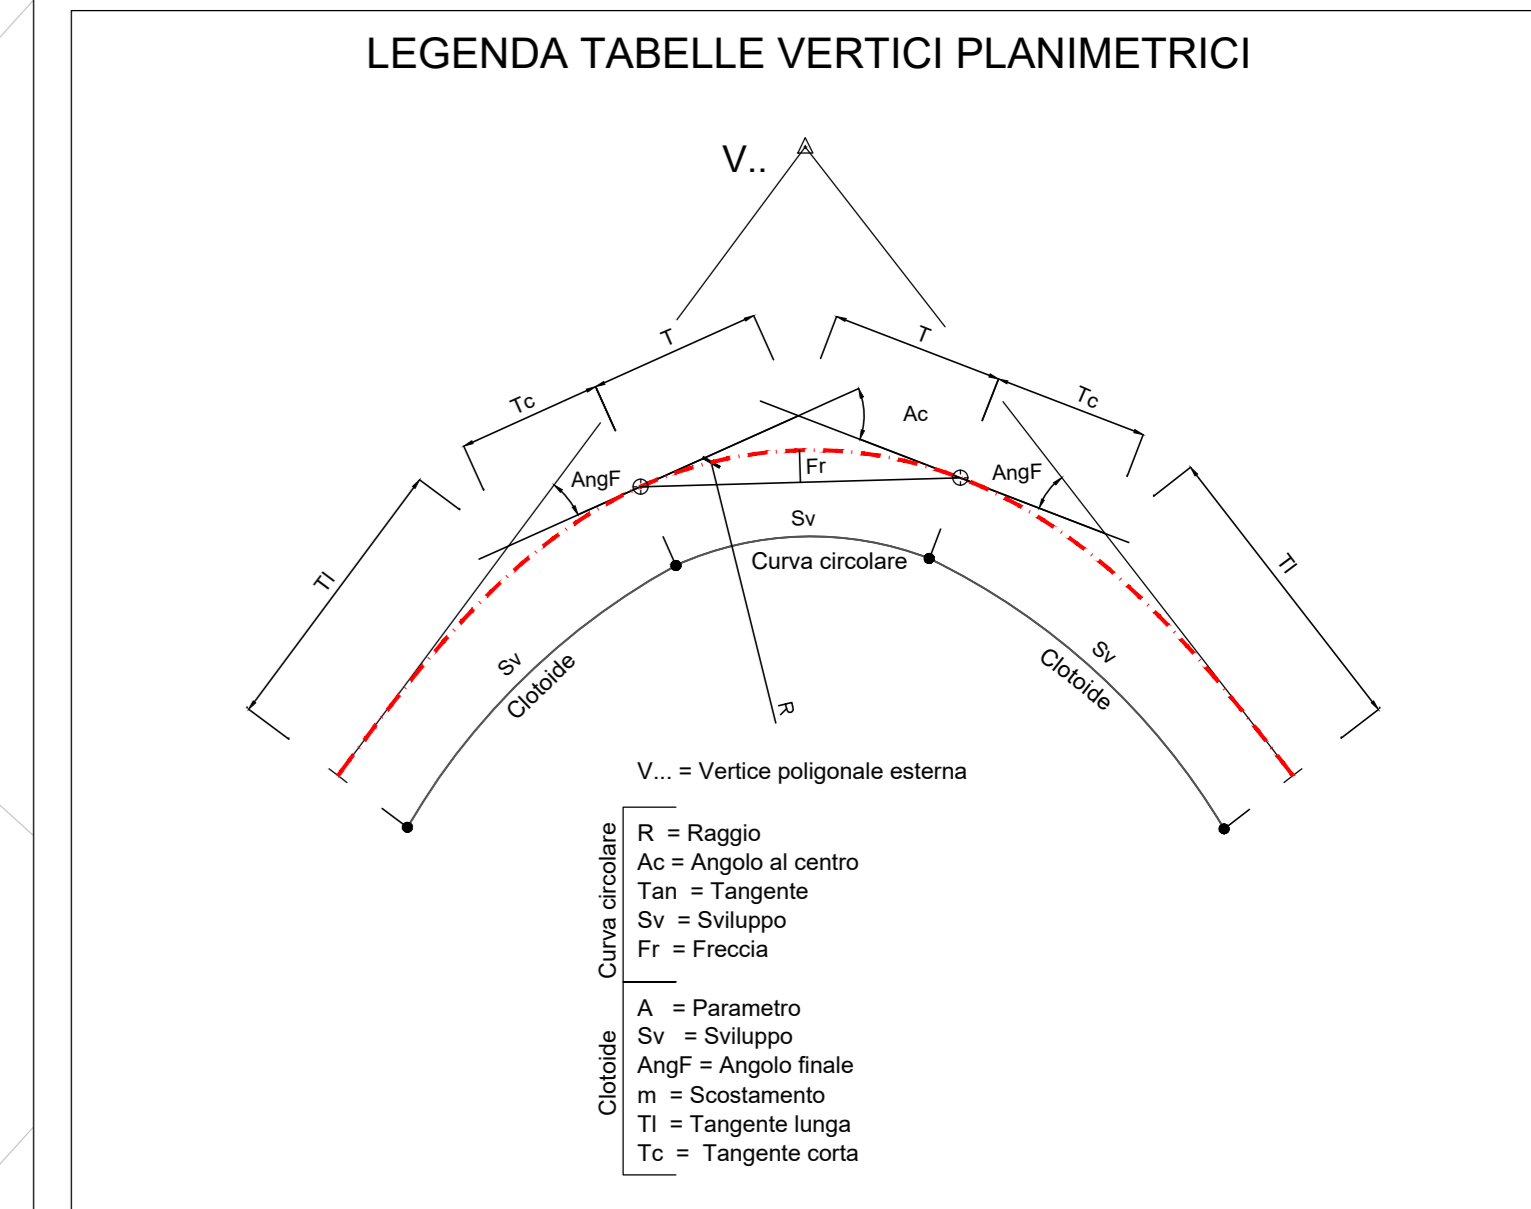 LEGENDA TABELLE VERTICI PLANIMETRICI
V..
T
T
Tc
Tc
Ac
AngF
Fr
AngF
Sv
Curva circolare
Tl
Tl
Sv
Clotoide
Sv
Clotoide
R
V... = Vertice poligonale esterna
Curva circolare
R = Raggio
Ac = Angolo al centro
Tan = Tangente
Sv = Sviluppo
Fr = Freccia
Clotoide
A = Parametro
Sv = Sviluppo
AngF = Angolo finale
m = Scostamento
Tl = Tangente lunga
Tc = Tangente corta